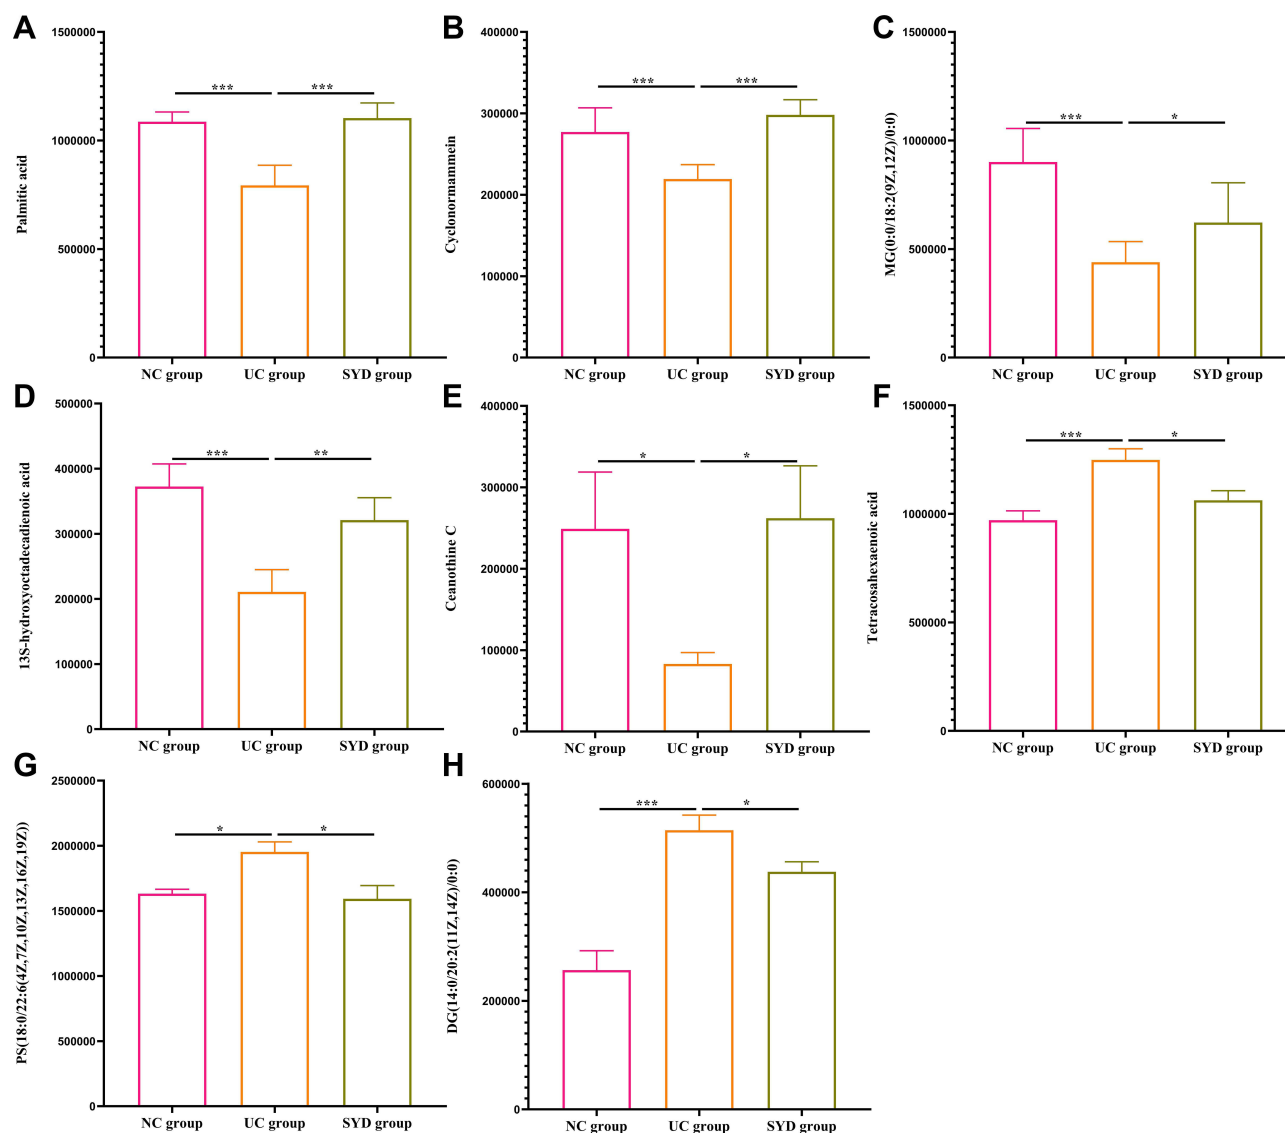 A
Palmitic acid
1500000
1000000
500000
0
***
***
NC group
UC group
SYD group
B
Cyclonormammein
400000
300000
200000
100000
0
***
***
NC group
UC group
SYD group
C
MG(0:0/18:2(9Z,12Z)/0:0)
1500000
1000000
500000
0
***
*
NC group
UC group
SYD group
D
13S-hydroxyoctadecadienoic acid
500000
400000
300000
200000
100000
0
***
**
NC group
UC group
SYD group
E
Ceanothine C
400000
300000
200000
100000
0
*
*
NC group
UC group
SYD group
F
Tetracosahexaenoic acid
1500000
1000000
500000
0
***
*
NC group
UC group
SYD group
G
PS(18:0/22:6(4Z,7Z,10Z,13Z,16Z,19Z))
2500000
2000000
1500000
1000000
500000
0
*
*
NC group
UC group
SYD group
H
DG(14:0/20:2(11Z,14Z)/0:0)
600000
400000
200000
0
***
*
NC group
UC group
SYD group